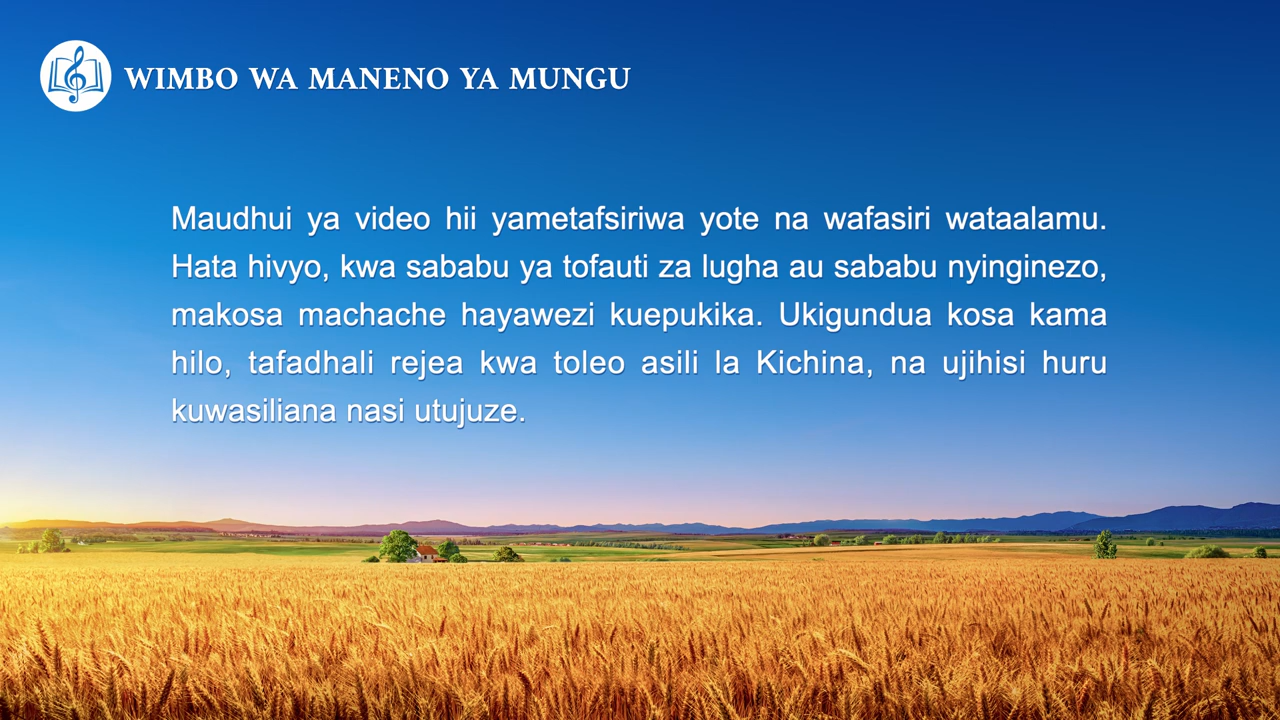 WIMBO WA MANENO YA MUNGU
Maudhui ya video hii yametafsiriwa yote na wafasiri wataalamu.
Hata hivyo, kwa sababu ya tofauti za lugha au sababu nyinginezo,
makosa machache hayawezi kuepukika. Ukigundua kosa kama
hilo, tafadhali rejea kwa toleo asili la Kichina, na ujihisi huru
kuwasiliana nasi utujuze.